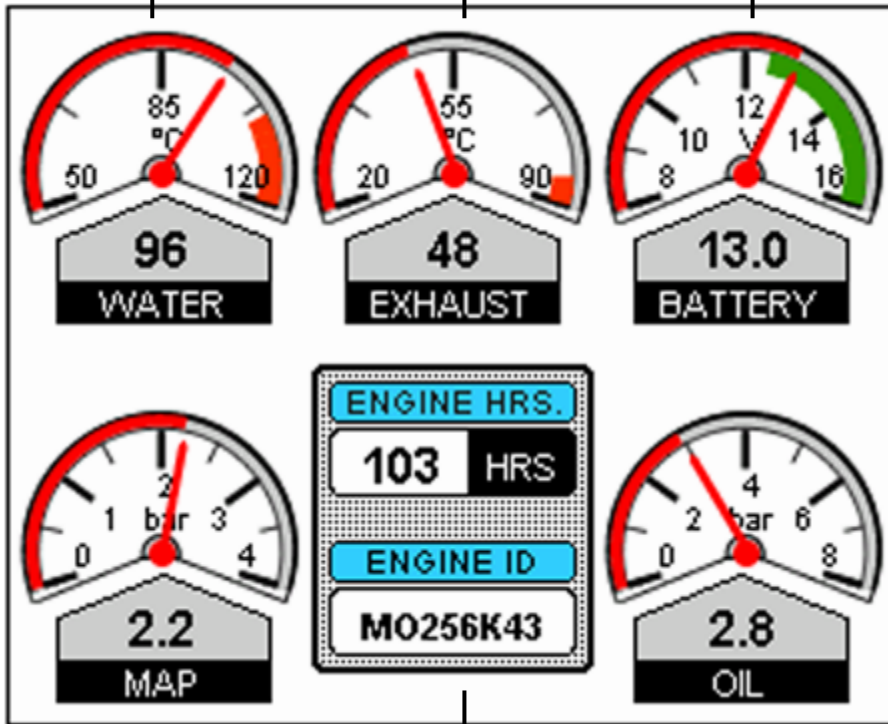 85
°C
50
120
96
WATER
55
°C
20
90
48
EXHAUST
12
V
10
14
8
16
13.0
BATTERY
2
bar
1
3
0
4
2.2
MAP
ENGINE HRS.
103 HRS
ENGINE ID
MO256K43
4
bar
2
6
0
8
2.8
OIL